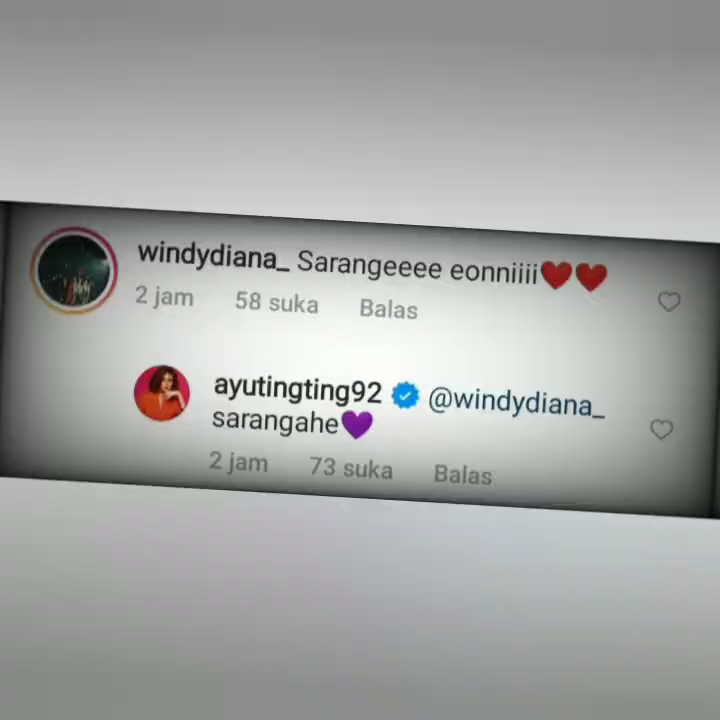 windydiana_ Sarangeeee eonniiii❤️❤️
2 jam 58 suka Balas
ayutingting92 @windydiana_
sarangahe💜
2 jam 73 suka Balas